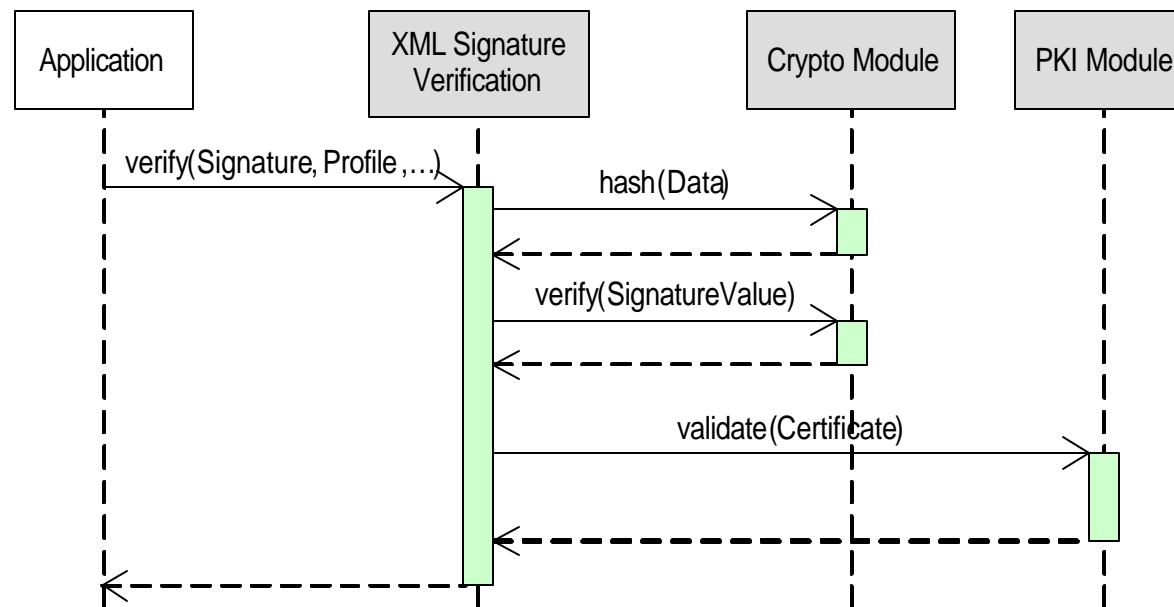 Application
XML Signature
Verification
Crypto Module
PKI Module
verify(Signature, Profile ,…)
hash(Data)
verify(SignatureValue)
validate(Certificate)